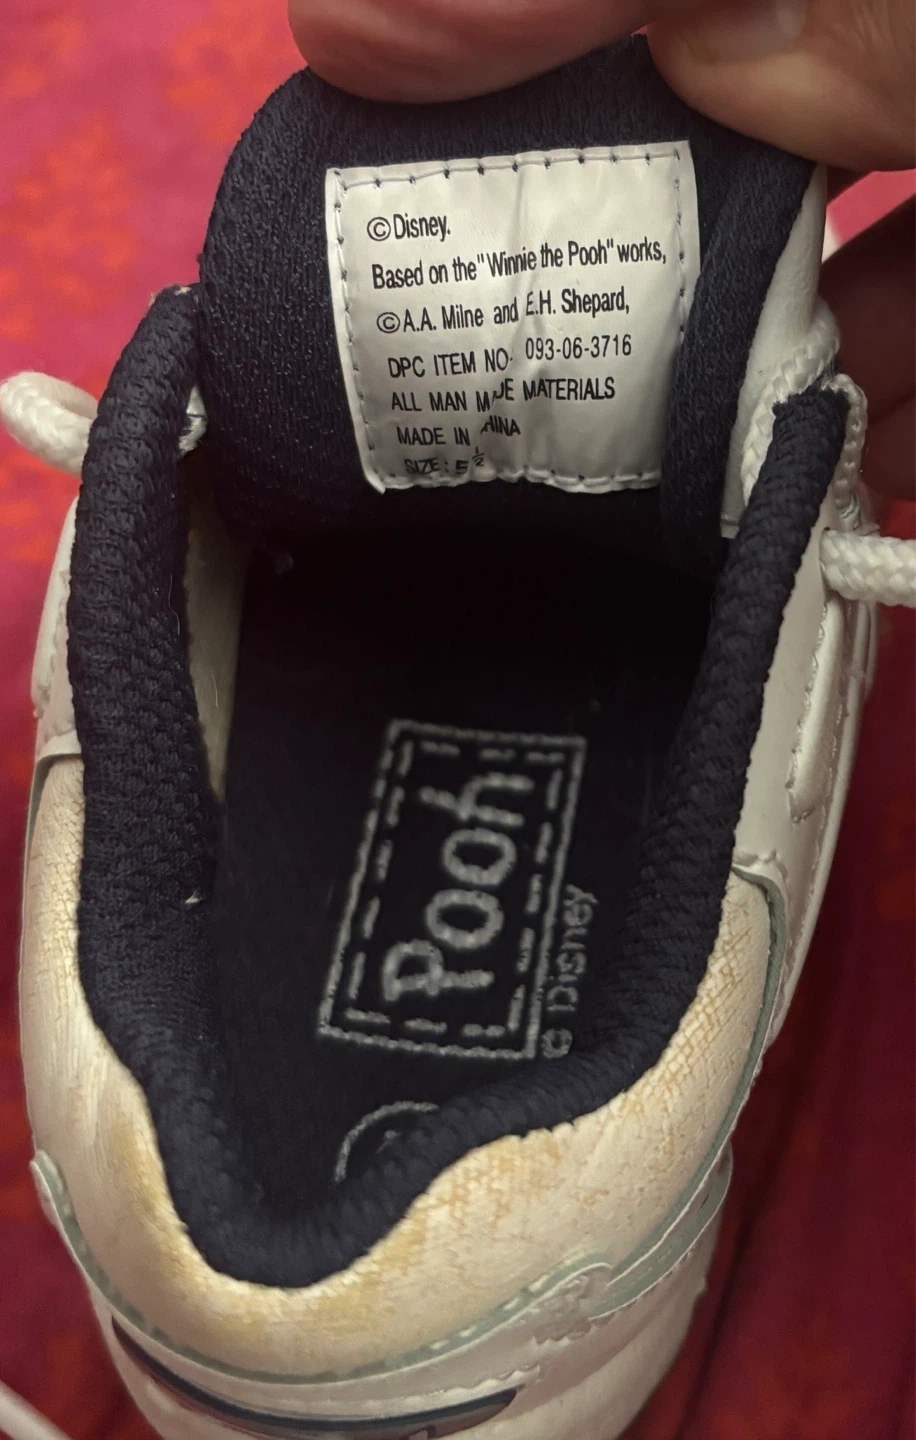 ©Disney.
Based on the "Winnie the Pooh" works,
©A.A. Milne and E.H. Shepard,
DPC ITEM NO. 093-06-3716
ALL MAN MADE MATERIALS
MADE IN CHINA
SIZE: 5½
Pooh
© Disney